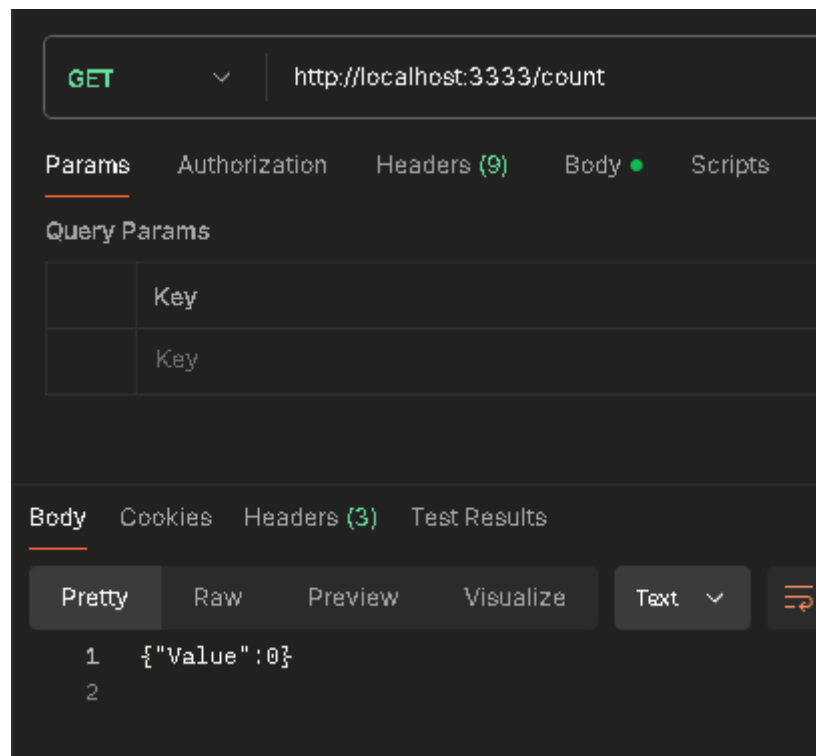 GET http://localhost:3333/count
Params Authorization Headers (9) Body Scripts
Query Params
Key
Key
Body Cookies Headers (3) Test Results
Pretty Raw Preview Visualize Text
1 {"Value":0}
2